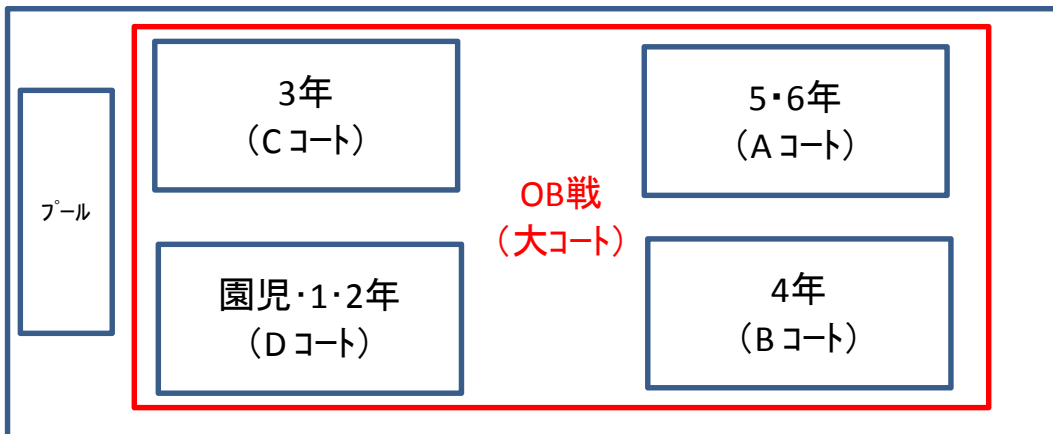 3年
（C コート）
5・6年
（A コート）
プール
OB戦
（大コート）
園児・1・2年
（D コート）
4年
（B コート）